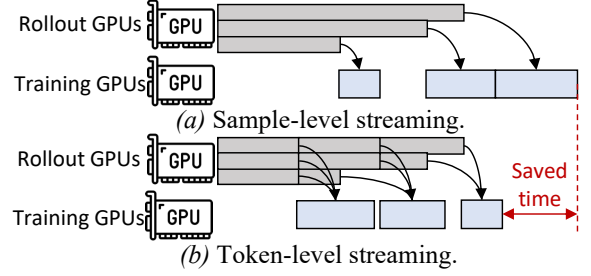 Rollout GPUs
GPU
Training GPUs
GPU
(a) Sample-level streaming.
Rollout GPUs
GPU
Saved
time
Training GPUs
GPU
(b) Token-level streaming.